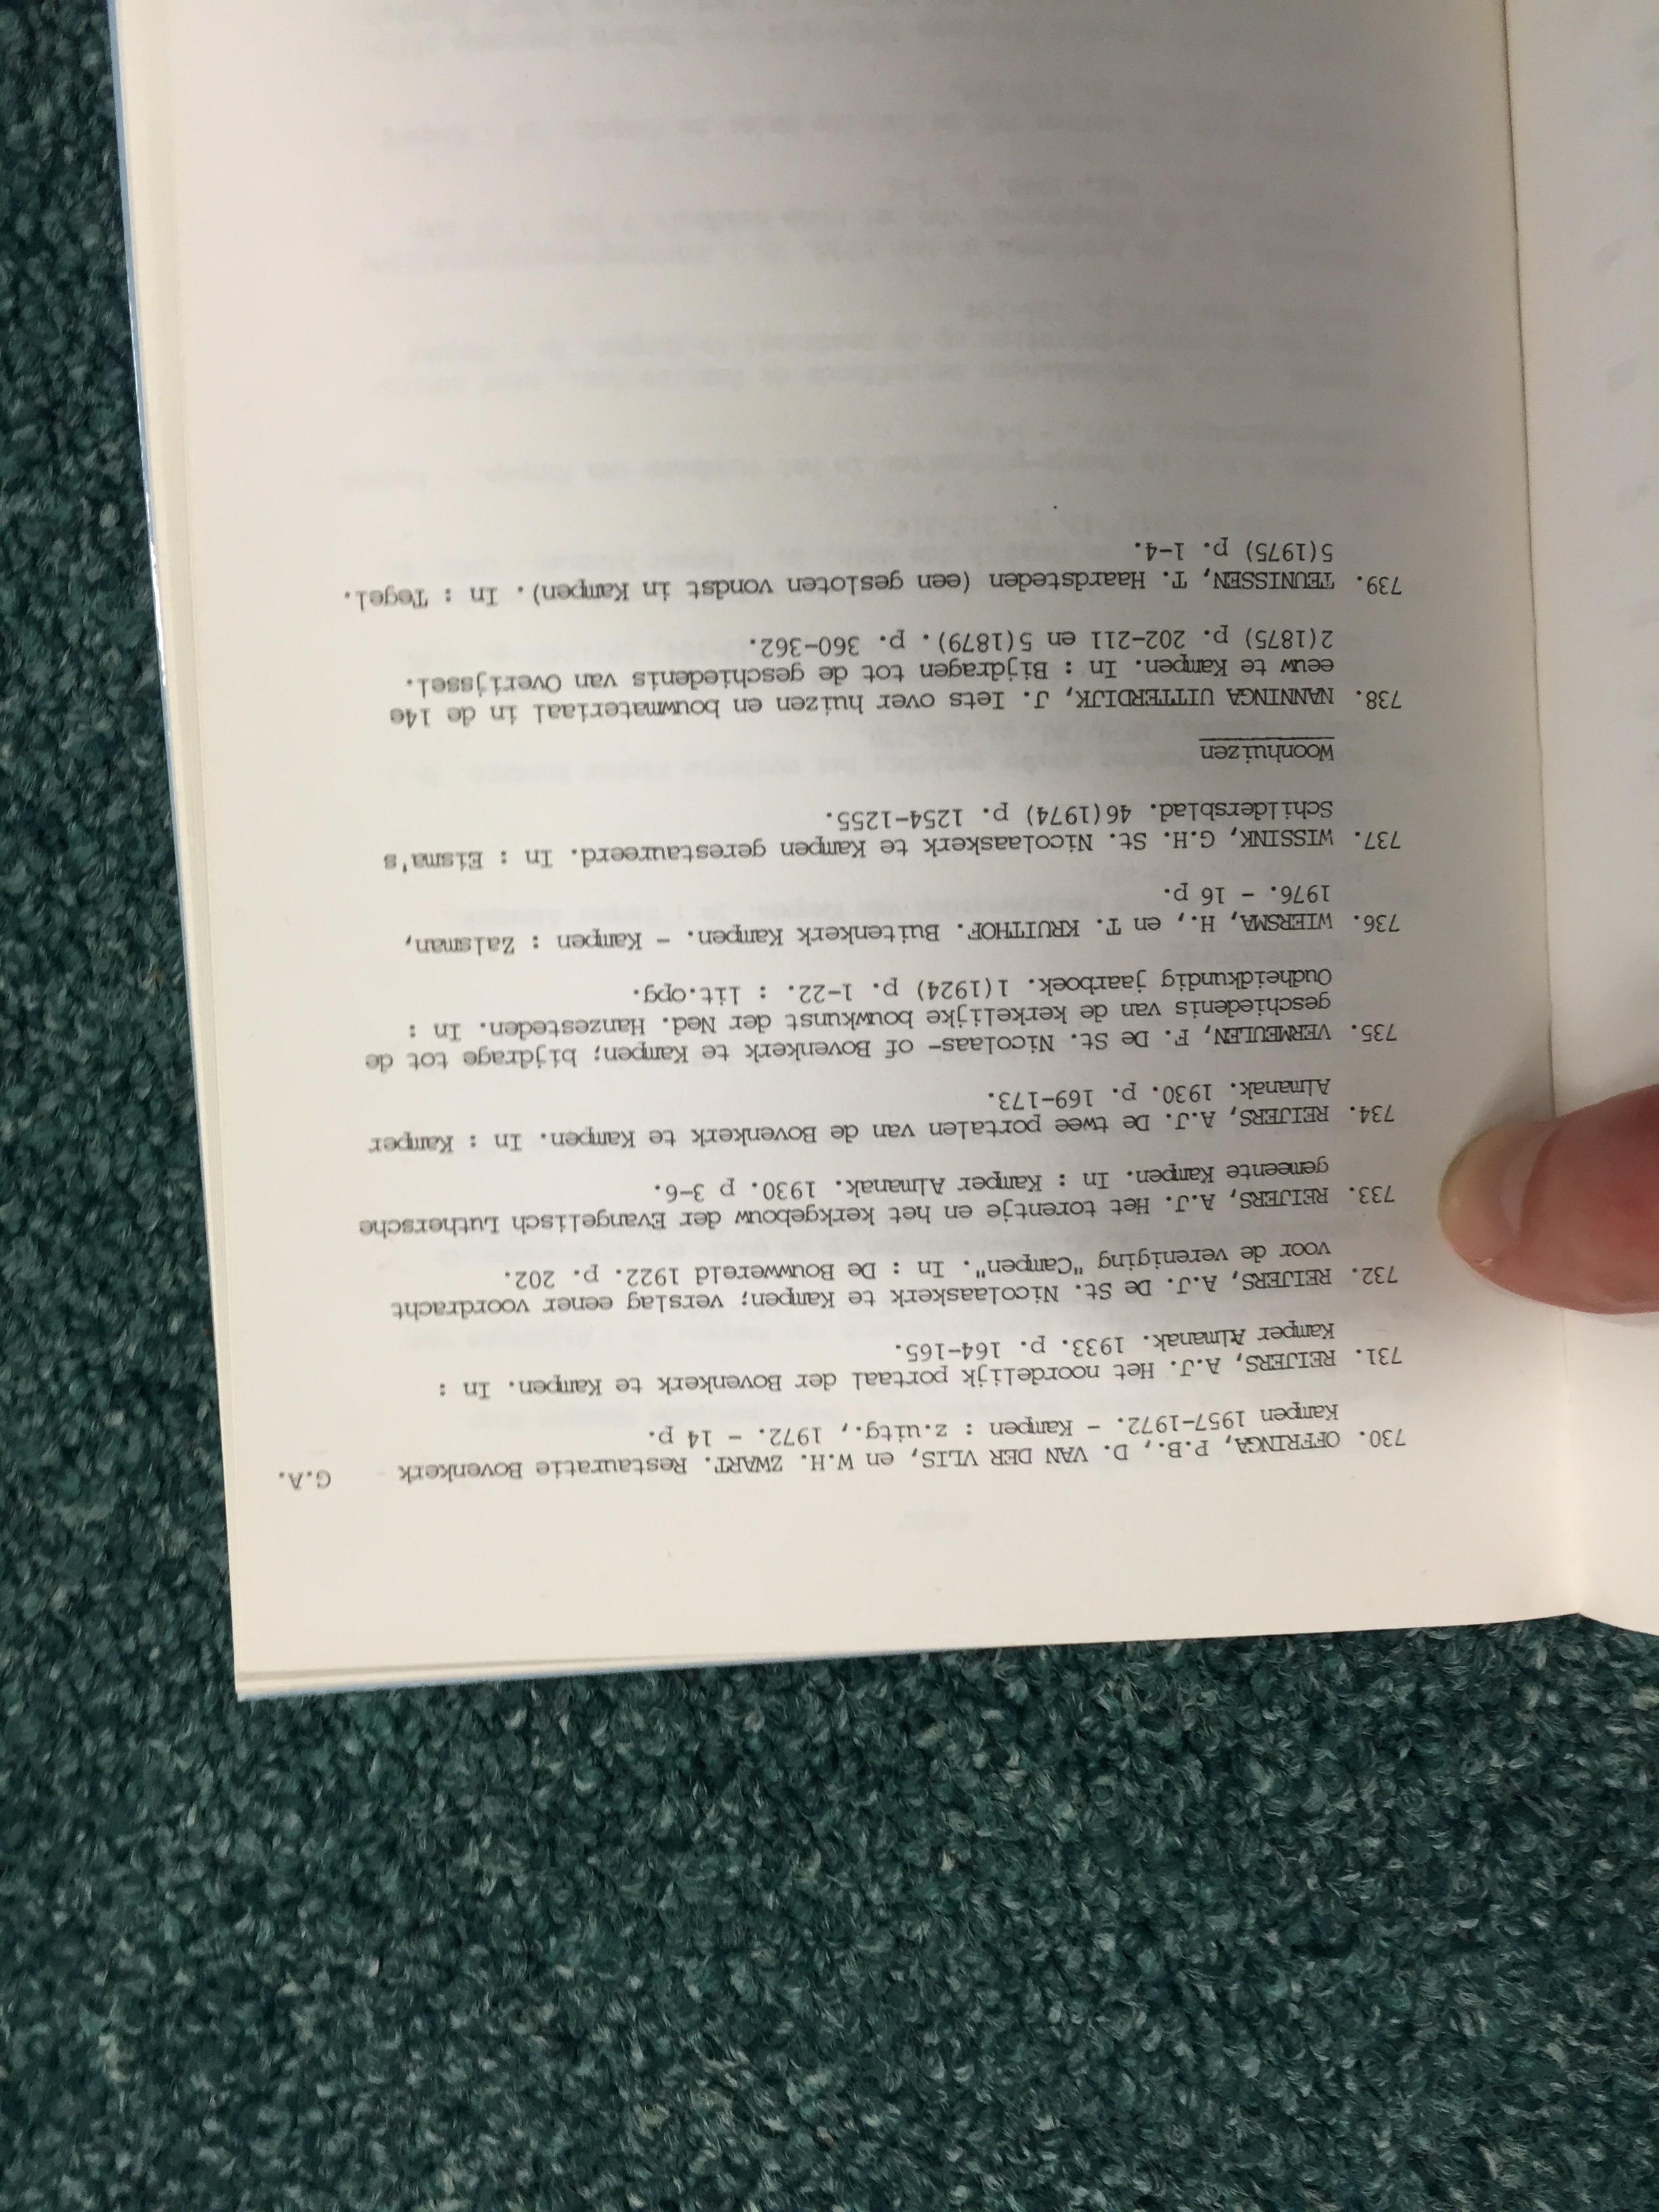 730. OFFRINGA, P.B., D. VAN DER VLIS, en W.H. ZWART. Restauratie Bovenkerk G.A.
Kampen 1957-1972. - Kampen : z.uitg., 1972. - 14 p.
731. REIJERS, A.J. Het noordelijk portaal der Bovenkerk te Kampen. In :
Kamper Almanak. 1933. p. 164-165.
732. REIJERS, A.J. De St. Nicolaaskerk te Kampen; verslag eener voordracht
voor de vereniging "Campen". In : De Bouwwereld 1922. p. 202.
733. REIJERS, A.J. Het torentje en het kerkgebouw der Evangelisch Luthersche
gemeente Kampen. In : Kamper Almanak. 1930. p 3-6.
734. REIJERS, A.J. De twee portalen van de Bovenkerk te Kampen. In : Kamper
Almanak. 1930. p. 169-173.
735. VERMEULEN, F. De St. Nicolaas- of Bovenkerk te Kampen; bijdrage tot de
geschiedenis van de kerkelijke bouwkunst der Ned. Hanzesteden. In :
Oudheidkundig jaarboek. 1(1924) p. 1-22. : lit.opg.
736. WIERSMA, H., en T. KRUITHOF. Buitenkerk Kampen. - Kampen : Zalsman,
1976. - 16 p.
737. WISSINK, G.H. St. Nicolaaskerk te Kampen gerestaureerd. In : Eisma's
Schildersblad. 46(1974) p. 1254-1255.
Woonhuizen
738. NANNINGA UITTERDIJK, J. Iets over huizen en bouwmateriaal in de 14e
eeuw te Kampen. In : Bijdragen tot de geschiedenis van Overijssel.
2(1875) p. 202-211 en 5(1879). p. 360-362.
739. TEUNISSEN, T. Haardsteden (een gesloten vondst in Kampen). In : Tegel.
5(1975) p. 1-4.